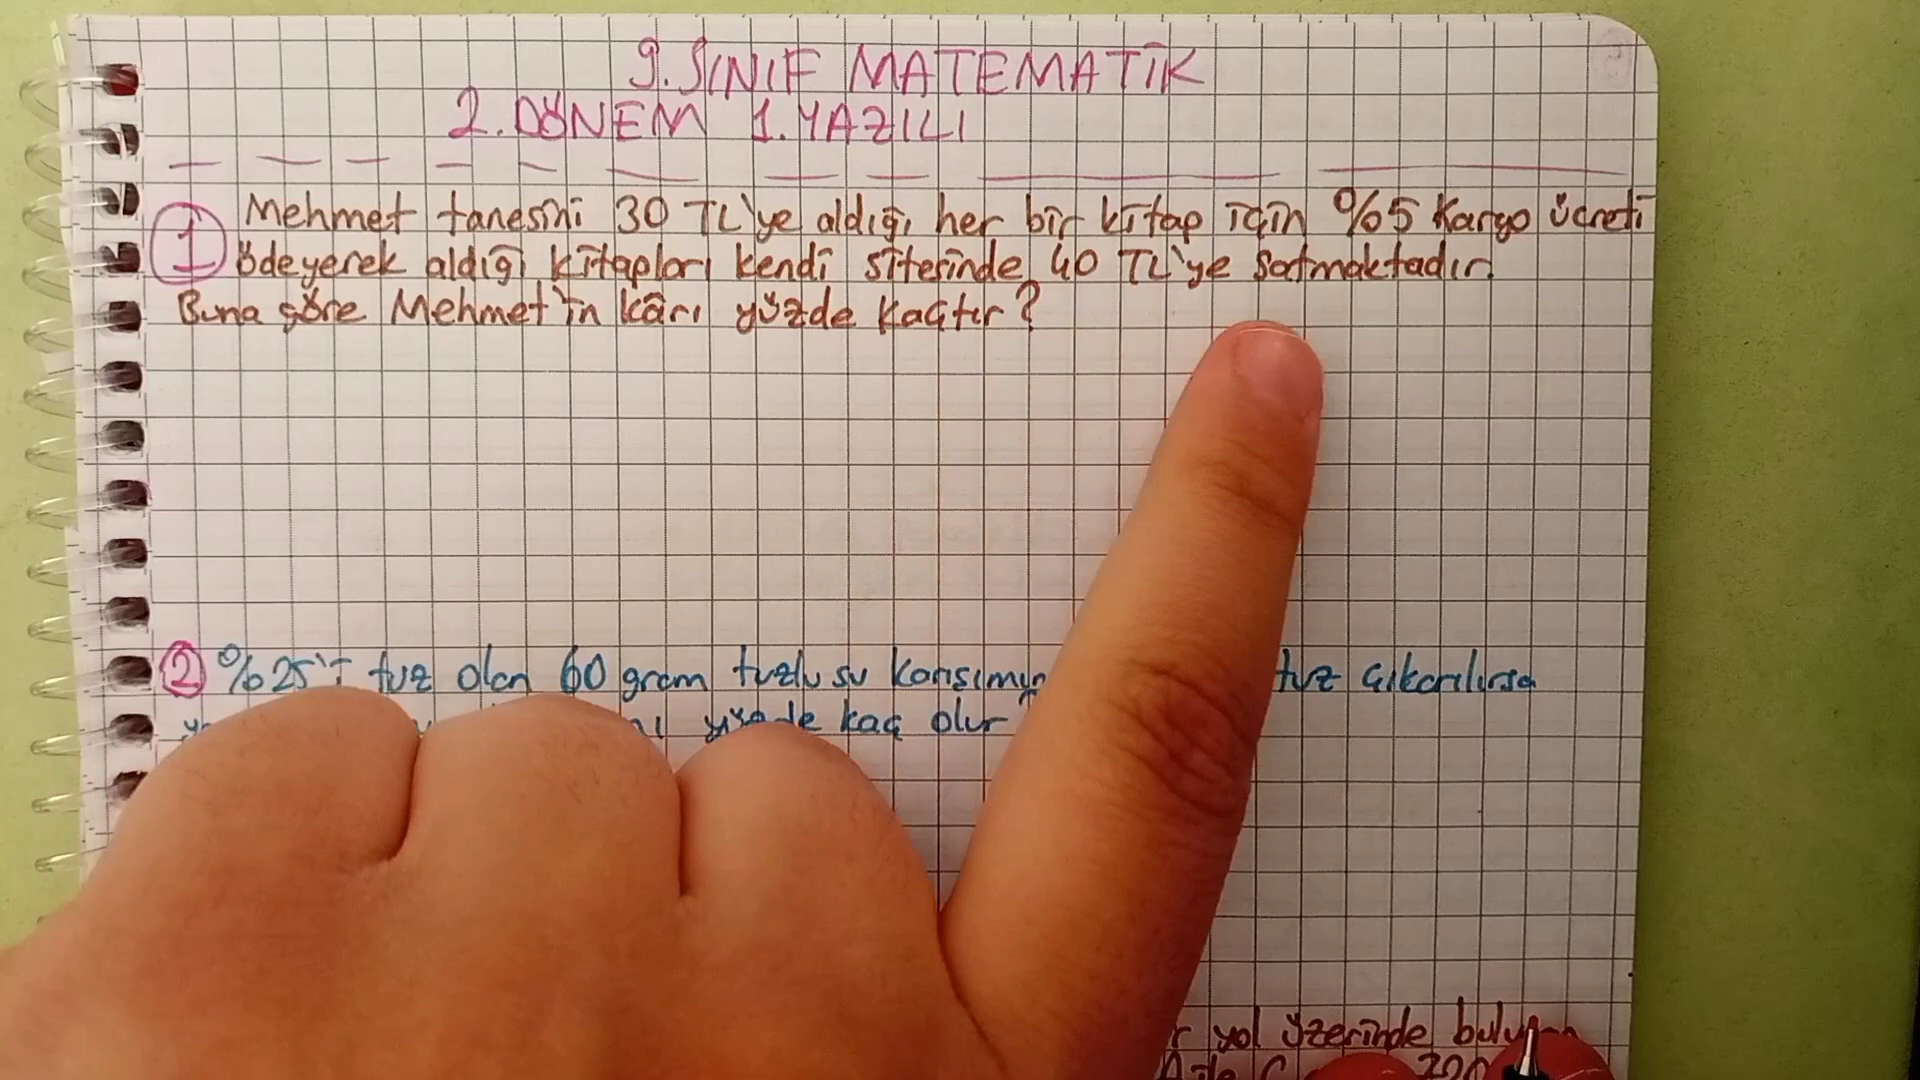 9. SINIF MATEMATİK
2. DÖNEM 1. YAZILI
1 Mehmet tanesini 30 TL'ye aldığı her bir kitap için %5 Kargo ücreti
ödeyerek aldığı kitapları kendi sitesinde 40 TL'ye satmaktadır.
Buna göre Mehmet'in kârı yüzde kaçtır?
2 %25'i tuz olan 60 gram tuzlu su tuz çıkarılırsa
yüzde kaç olur
yol üzerinde